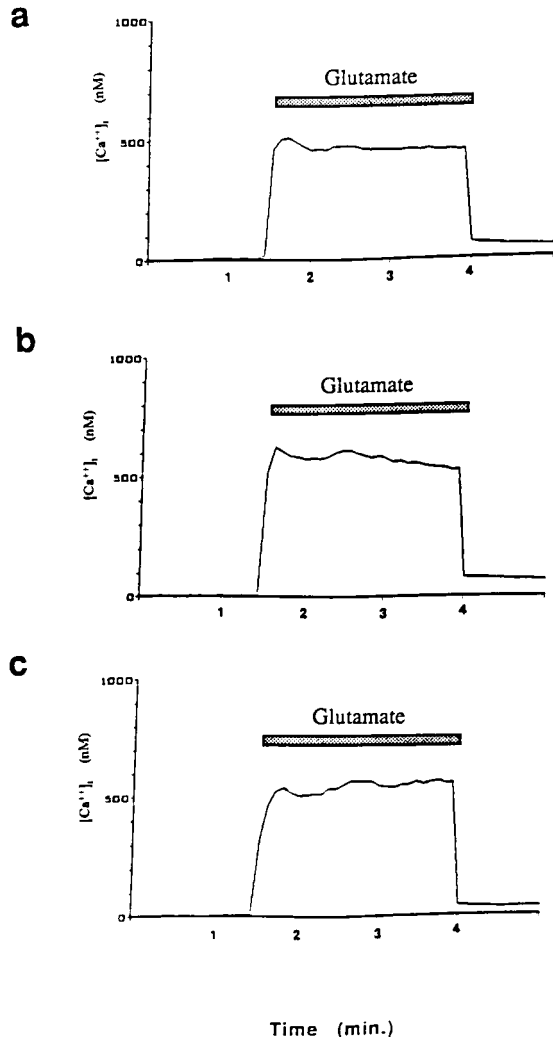 a
1000
Glutamate
[Ca⁺⁺]ᵢ (nM)
500
0
1 2 3 4
b
1000
Glutamate
[Ca⁺⁺]ᵢ (nM)
500
0
1 2 3 4
c
1000
Glutamate
[Ca⁺⁺]ᵢ (nM)
500
0
1 2 3 4
Time (min.)